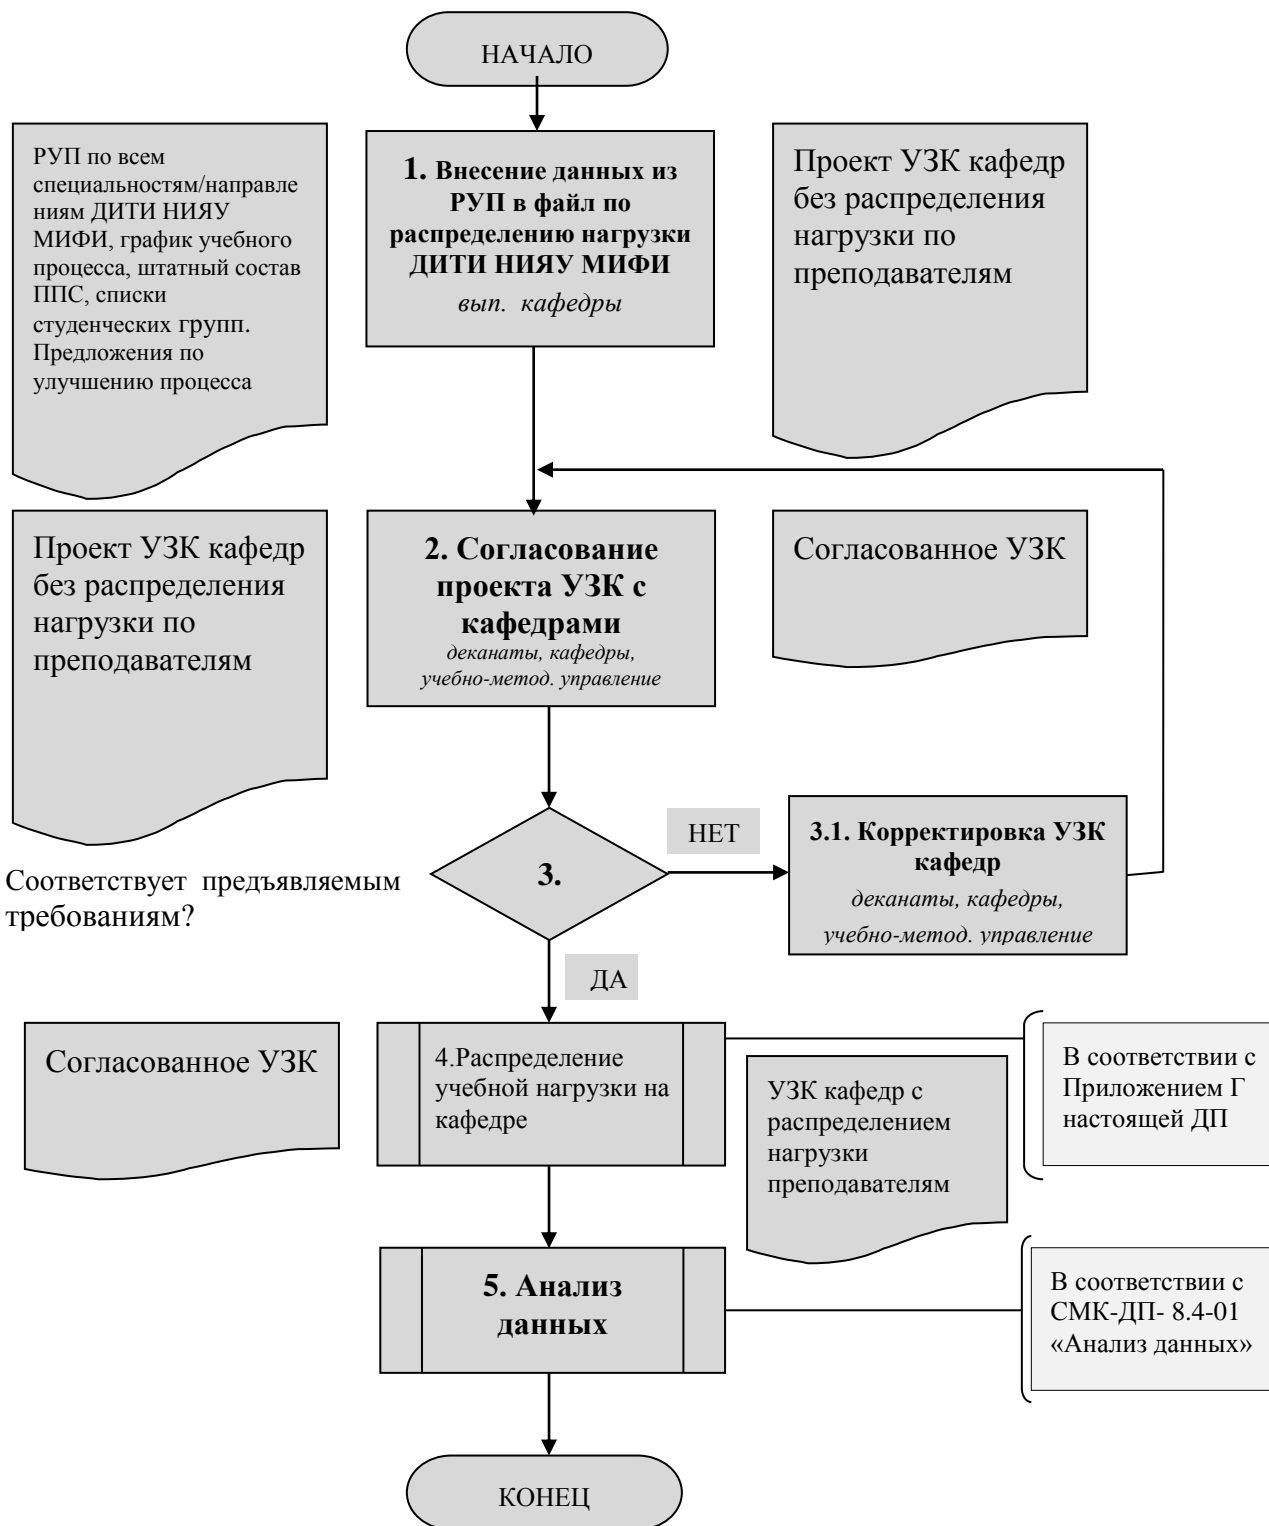 НАЧАЛО
РУП по всем
специальностям/направле
ниям ДИТИ НИЯУ
МИФИ, график учебного
процесса, штатный состав
ППС, списки
студенческих групп.
Предложения по
улучшению процесса
1. Внесение данных из
РУП в файл по
распределению нагрузки
ДИТИ НИЯУ МИФИ
вып. кафедры
Проект УЗК кафедр
без распределения
нагрузки по
преподавателям
Проект УЗК кафедр
без распределения
нагрузки по
преподавателям
2. Согласование
проекта УЗК с
кафедрами
деканаты, кафедры,
учебно-метод. управление
Согласованное УЗК
Соответствует предъявляемым
требованиям?
3.
НЕТ
3.1. Корректировка УЗК
кафедр
деканаты, кафедры,
учебно-метод. управление
ДА
Согласованное УЗК
4.Распределение
учебной нагрузки на
кафедре
УЗК кафедр с
распределением
нагрузки
преподавателям
В соответствии с
Приложением Г
настоящей ДП
5. Анализ
данных
В соответствии с
СМК-ДП- 8.4-01
«Анализ данных»
КОНЕЦ